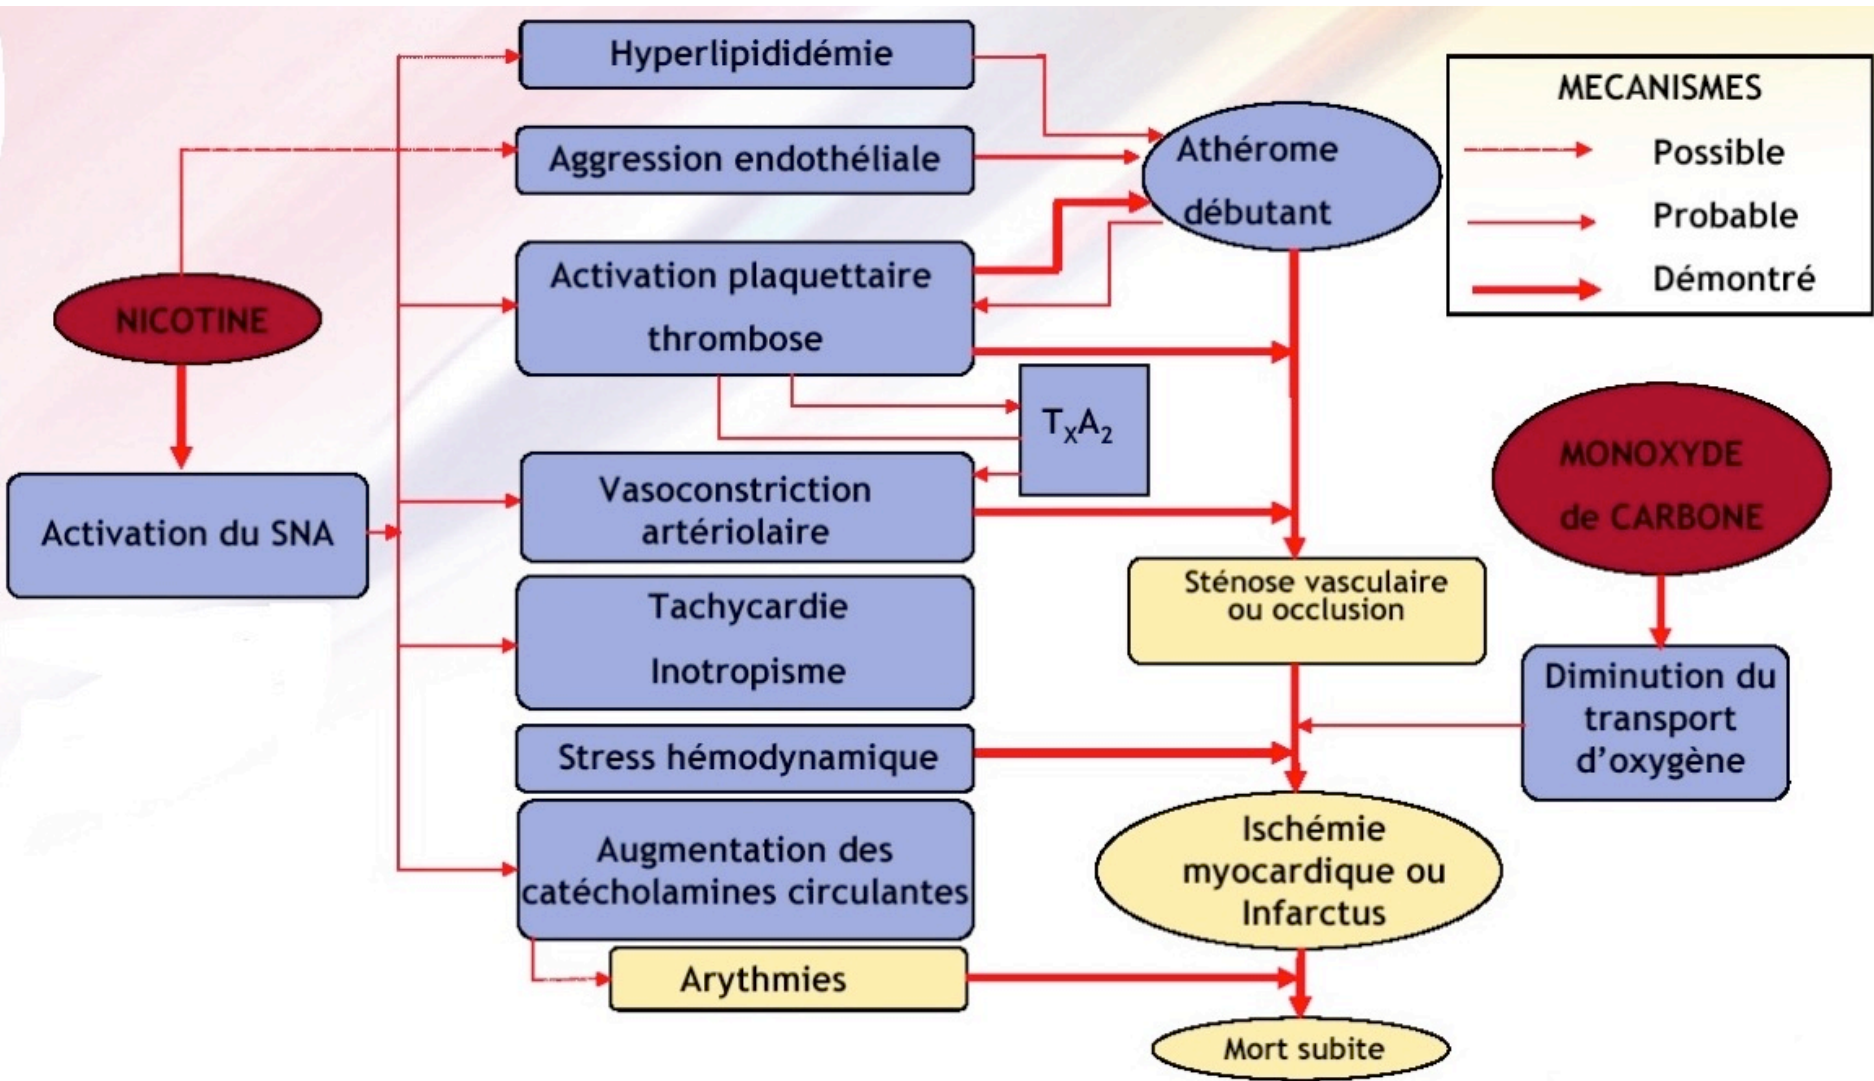 Hyperlipididémie
Aggression endothéliale
Activation plaquettaire
thrombose
Athérome
débutant
MECANISMES
Possible
Probable
Démontré
NICOTINE
Activation du SNA
TxA2
Vasoconstriction
artériolaire
Tachycardie
Inotropisme
Stress hémodynamique
Augmentation des
catécholamines circulantes
Arythmies
MONOXYDE
de CARBONE
Sténose vasculaire
ou occlusion
Diminution du
transport
d’oxygène
Ischémie
myocardique ou
Infarctus
Mort subite